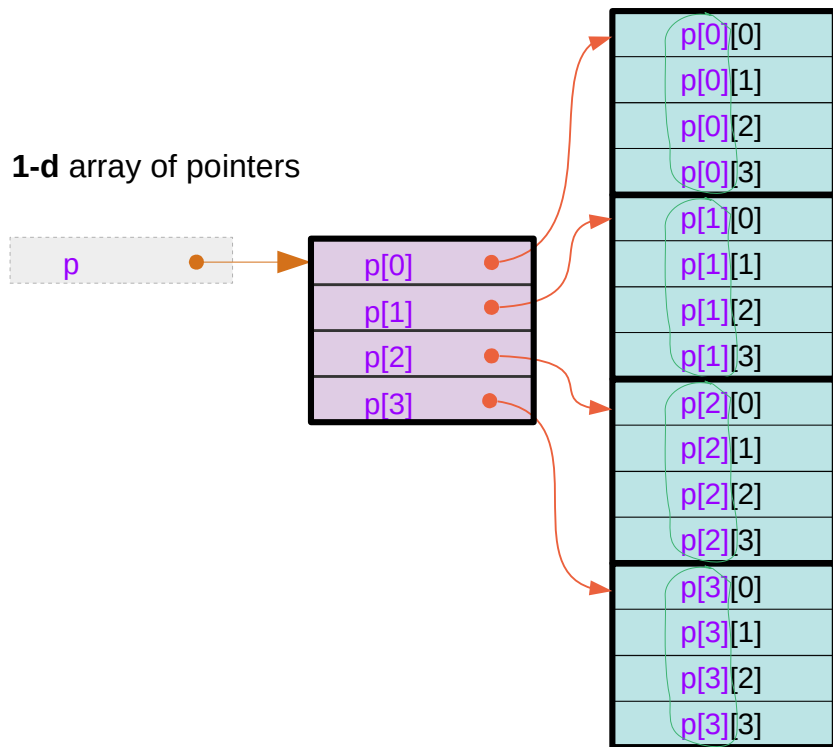 1-d array of pointers
p
p[0]
p[1]
p[2]
p[3]
p[0][0]
p[0][1]
p[0][2]
p[0][3]
p[1][0]
p[1][1]
p[1][2]
p[1][3]
p[2][0]
p[2][1]
p[2][2]
p[2][3]
p[3][0]
p[3][1]
p[3][2]
p[3][3]